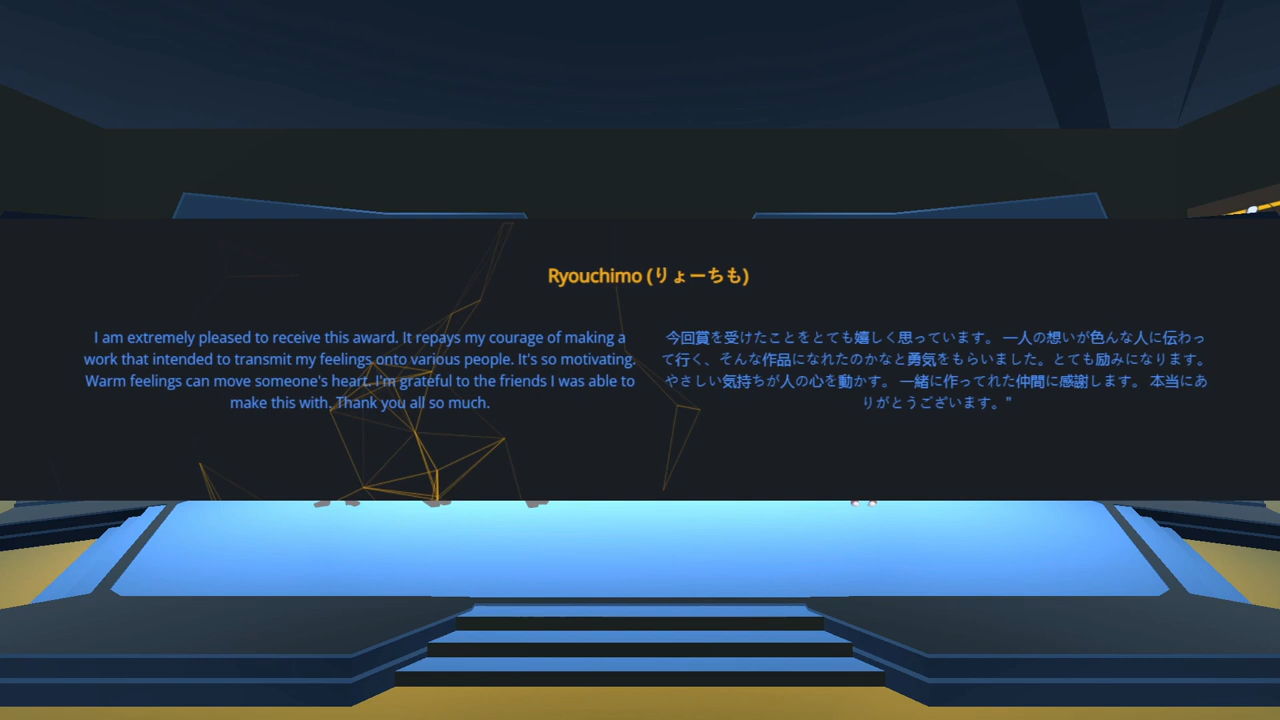 Ryouchimo (りょーちも)
I am extremely pleased to receive this award. It repays my courage of making a
work that intended to transmit my feelings onto various people. It's so motivating.
Warm feelings can move someone's heart. I'm grateful to the friends I was able to
make this with. Thank you all so much.
今回賞を受けたことをとても嬉しく思っています。 一人の想いが色んな人に伝わっ
て行く、そんな作品になれたのかなと勇気をもらいました。とても励みになります。
やさしい気持ちが人の心を動かす。 一緒に作ってれた仲間に感謝します。 本当にあ
りがとうございます。"